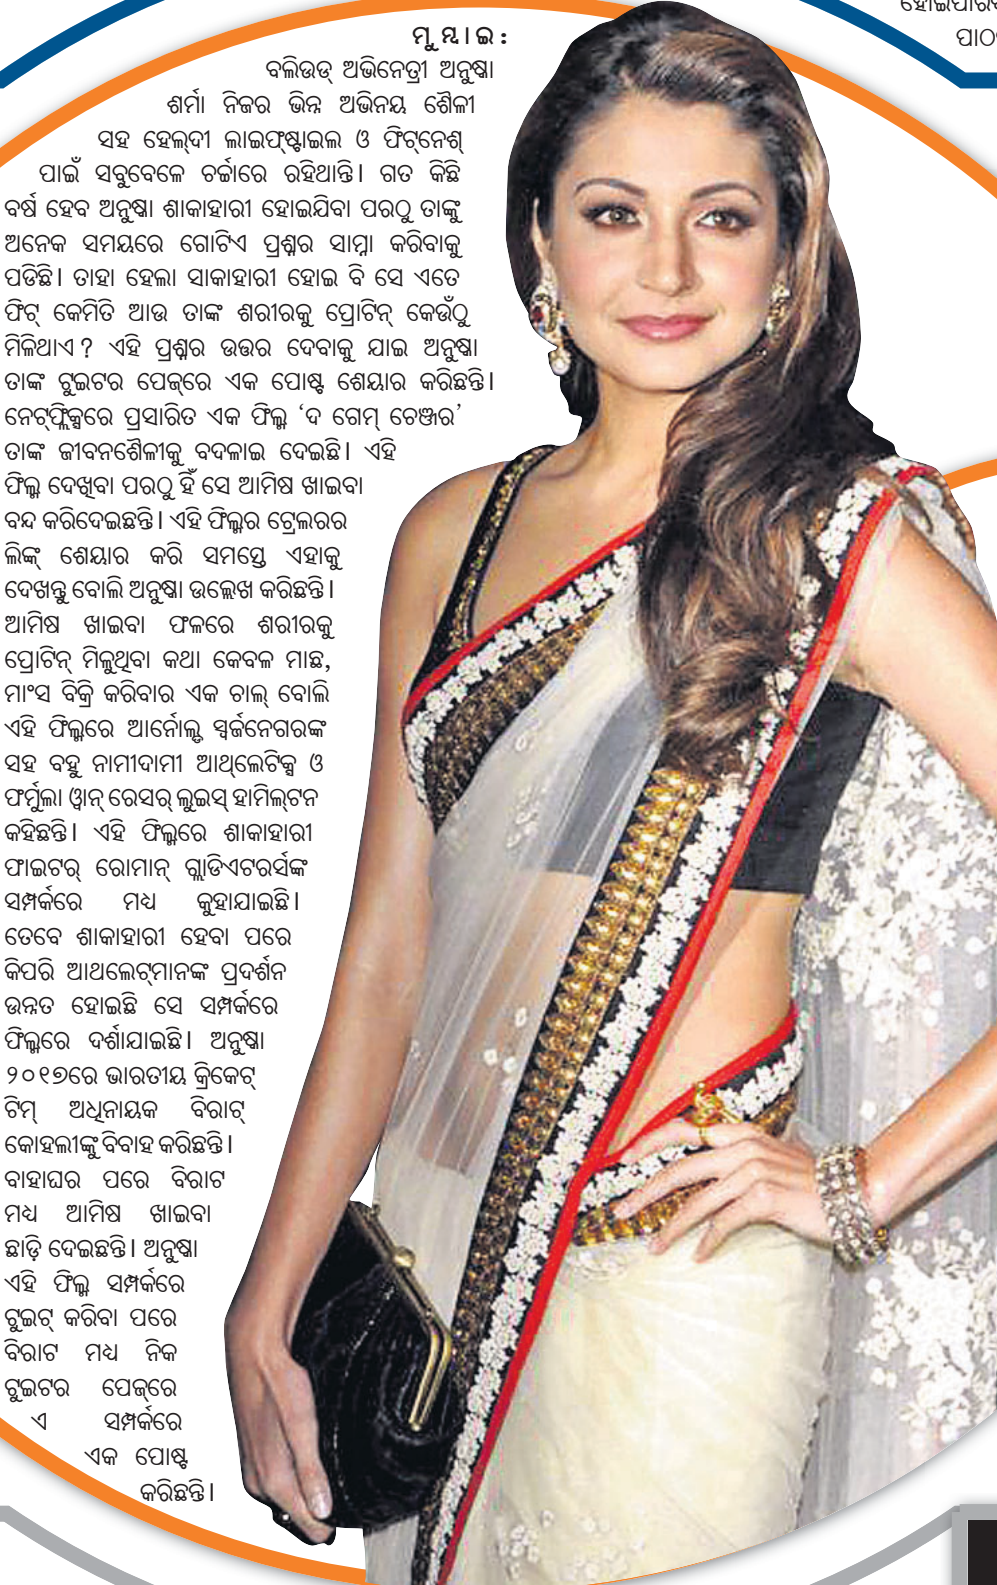 ହୋଇପାରିବ
ପାଠ
ମୁମ୍ବାଇ:
ବଲିଉଡ୍ ଅଭିନେତ୍ରୀ ଅନୁଷ୍କା
ଶର୍ମା ନିଜର ଭିନ୍ନ ଅଭିନୟ ଶୈଳୀ
ସହ ହେଲ୍‌ଦୀ ଲାଇଫ୍‌ଷ୍ଟାଇଲ ଓ ଫିଟ୍‌ନେଶ୍
ପାଇଁ ସବୁବେଳେ ଚର୍ଚ୍ଚାରେ ରହିଥାନ୍ତି। ଗତ କିଛି
ବର୍ଷ ହେବ ଅନୁଷ୍କା ଶାକାହାରୀ ହୋଇଯିବା ପରଠୁ ତାଙ୍କୁ
ଅନେକ ସମୟରେ ଗୋଟିଏ ପ୍ରଶ୍ନର ସାମ୍ନା କରିବାକୁ
ପଡିଛି। ତାହା ହେଲା ସାକାହାରୀ ହୋଇ ବି ସେ ଏତେ
ଫିଟ୍ କେମିତି ଆଉ ତାଙ୍କ ଶରୀରକୁ ପ୍ରୋଟିନ୍ କେଉଁଠୁ
ମିଳିଥାଏ? ଏହି ପ୍ରଶ୍ନର ଉତ୍ତର ଦେବାକୁ ଯାଇ ଅନୁଷ୍କା
ତାଙ୍କ ଟୁଇଟର ପେଜ୍‌ରେ ଏକ ପୋଷ୍ଟ ଶେୟାର କରିଛନ୍ତି।
ନେଟ୍‌ଫ୍ଲିକ୍ସରେ ପ୍ରସାରିତ ଏକ ଫିଲ୍ମ ‘ଦ ଗେମ୍ ଚେଞ୍ଜର’
ତାଙ୍କ ଜୀବନଶୈଳୀକୁ ବଦଳାଇ ଦେଇଛି। ଏହି
ଫିଲ୍ମ ଦେଖିବା ପରଠୁ ହିଁ ସେ ଆମିଷ ଖାଇବା
ବନ୍ଦ କରିଦେଇଛନ୍ତି। ଏହି ଫିଲ୍ମର ଟ୍ରେଲରର
ଲିଙ୍କ୍ ଶେୟାର କରି ସମସ୍ତେ ଏହାକୁ
ଦେଖନ୍ତୁ ବୋଲି ଅନୁଷ୍କା ଉଲ୍ଲେଖ କରିଛନ୍ତି।
ଆମିଷ ଖାଇବା ଫଳରେ ଶରୀରକୁ
ପ୍ରୋଟିନ୍ ମିଳୁଥିବା କଥା କେବଳ ମାଛ,
ମାଂସ ବିକ୍ରି କରିବାର ଏକ ଚାଲ୍ ବୋଲି
ଏହି ଫିଲ୍ମରେ ଆର୍ନୋଲ୍ଡ ସ୍ୱର୍ଜନେଗରଙ୍କ
ସହ ବହୁ ନାମୀଦାମୀ ଆଥ୍‌ଲେଟିକ୍ସ ଓ
ଫର୍ମୁଲା ୱାନ୍ ରେସର୍ ଲୁଇସ୍ ହାମିଲ୍‌ଟନ
କହିଛନ୍ତି। ଏହି ଫିଲ୍ମରେ ଶାକାହାରୀ
ଫାଇଟର୍ ରୋମାନ୍ ଗ୍ଲାଡିଏଟରର୍ସଙ୍କ
ସମ୍ପର୍କରେ ମଧ୍ୟ କୁହାଯାଇଛି।
ତେବେ ଶାକାହାରୀ ହେବା ପରେ
କିପରି ଆଥଲେଟ୍‌ମାନଙ୍କ ପ୍ରଦର୍ଶନ
ଉନ୍ନତ ହୋଇଛି ସେ ସମ୍ପର୍କରେ
ଫିଲ୍ମରେ ଦର୍ଶାଯାଇଛି। ଅନୁଷ୍କା
୨୦୧୭ରେ ଭାରତୀୟ କ୍ରିକେଟ୍
ଟିମ୍ ଅଧିନାୟକ ବିରାଟ୍
କୋହଲୀଙ୍କୁ ବିବାହ କରିଛନ୍ତି।
ବାହାଘର ପରେ ବିରାଟ
ମଧ୍ୟ ଆମିଷ ଖାଇବା
ଛାଡ଼ି ଦେଇଛନ୍ତି। ଅନୁଷ୍କା
ଏହି ଫିଲ୍ମ ସମ୍ପର୍କରେ
ଟୁଇଟ୍ କରିବା ପରେ
ବିରାଟ ମଧ୍ୟ ନିଜ
ଟୁଇଟର ପେଜ୍‌ରେ
ଏ ସମ୍ପର୍କରେ
ଏକ ପୋଷ୍ଟ
କରିଛନ୍ତି।